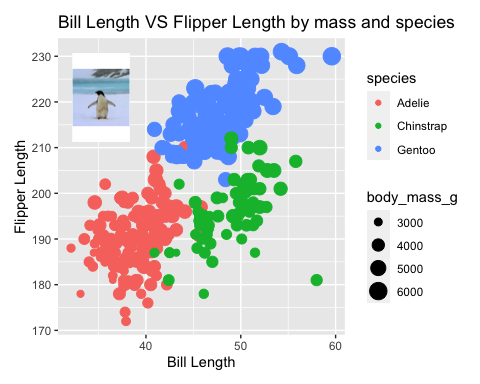 Bill Length VS Flipper Length by mass and species
Flipper Length
230
220
210
200
190
180
170
40
50
60
Bill Length
species
Adelie
Chinstrap
Gentoo
body_mass_g
3000
4000
5000
6000